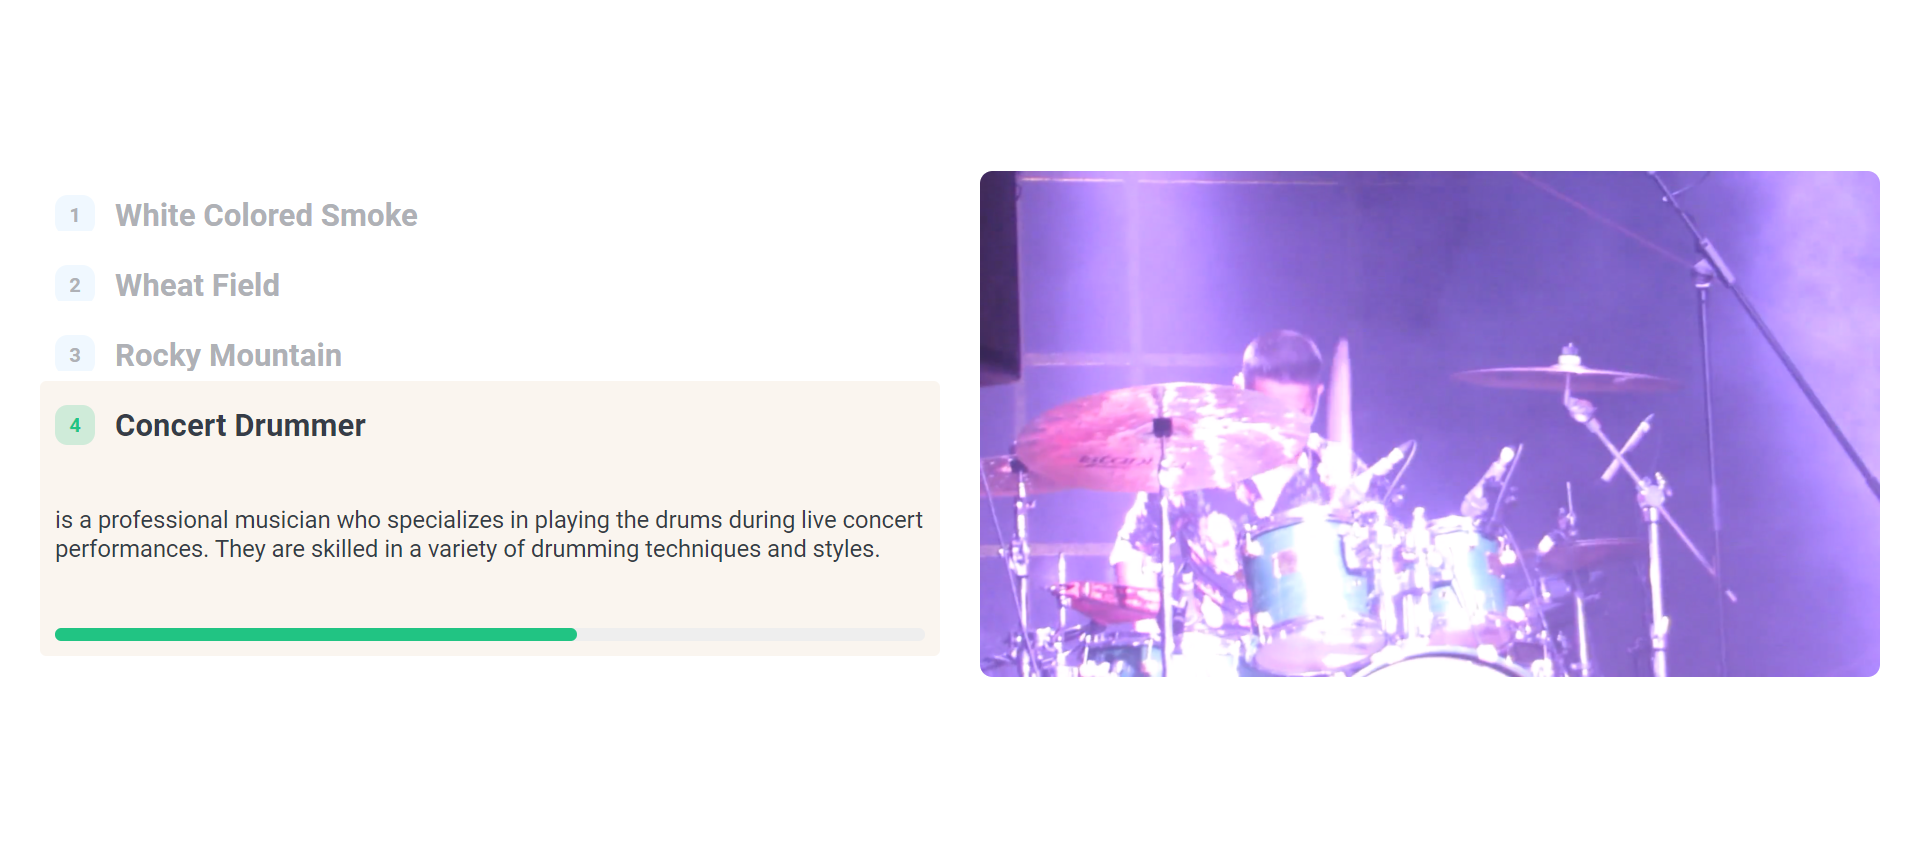 1
White Colored Smoke
2
Wheat Field
3
Rocky Mountain
4
Concert Drummer
is a professional musician who specializes in playing the drums during live concert
performances. They are skilled in a variety of drumming techniques and styles.